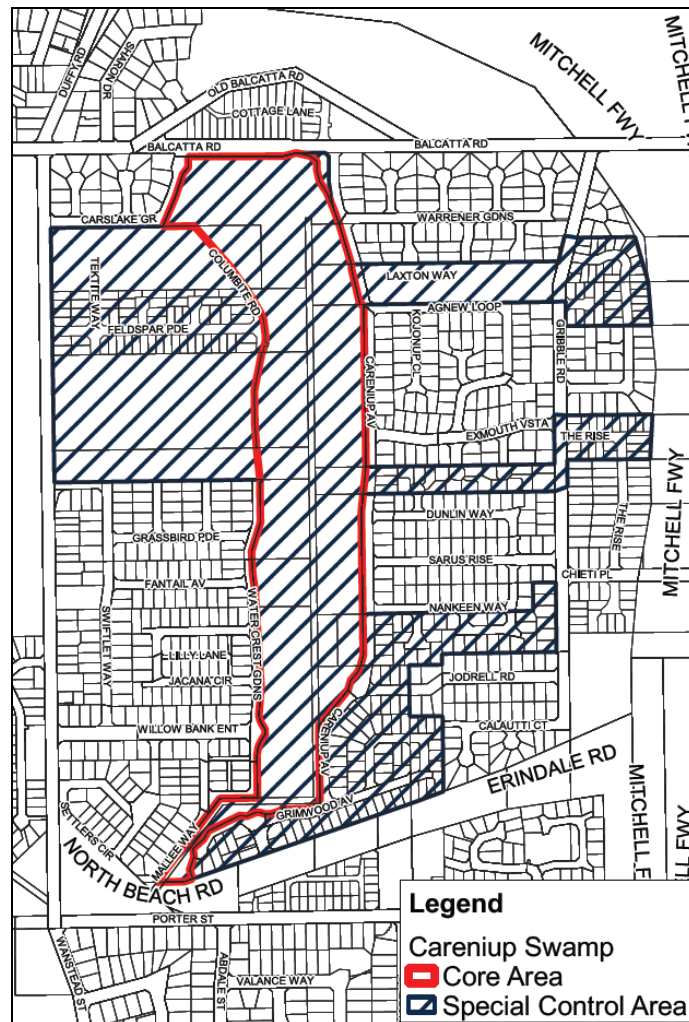 DUFFY RD
SHARON DR
OLD BALCATTA RD
COTTAGE LANE
MITCHELL FWY
MITCHELL F
BALCATTA RD
BALCATTA RD
CARSLAKE GR
WARRENER GDNS
COLUMBITE RD
LAXTON WAY
TEKTITE WAY
FELDSPAR PDE
AGNEW LOOP
KOJONUP CL
GRIBBLE RD
CARENIUP AV
EXMOUTH VSTA
THE RISE
MITCHELL FWY
DUNLIN WAY
THE RISE
GRASSBIRD PDE
SARUS RISE
CHIETI PL
FANTAIL AV
SWIFTLET WAY
WATER CREST GDNS
NANKEEN WAY
LILLY LANE
JACANA CIR
JODRELL RD
WILLOW BANK ENT
CARENIUP AV
CALAUTTI CT
ERINDALE RD
SETTLERS CIR
MALLEE WAY
GRIMWOOD AV
MITCHELL F
FWY
NORTH BEACH RD
PORTER ST
WANSTEAD ST
ABDALE ST
VALANCE WAY
Legend
Careniup Swamp
Core Area
Special Control Area